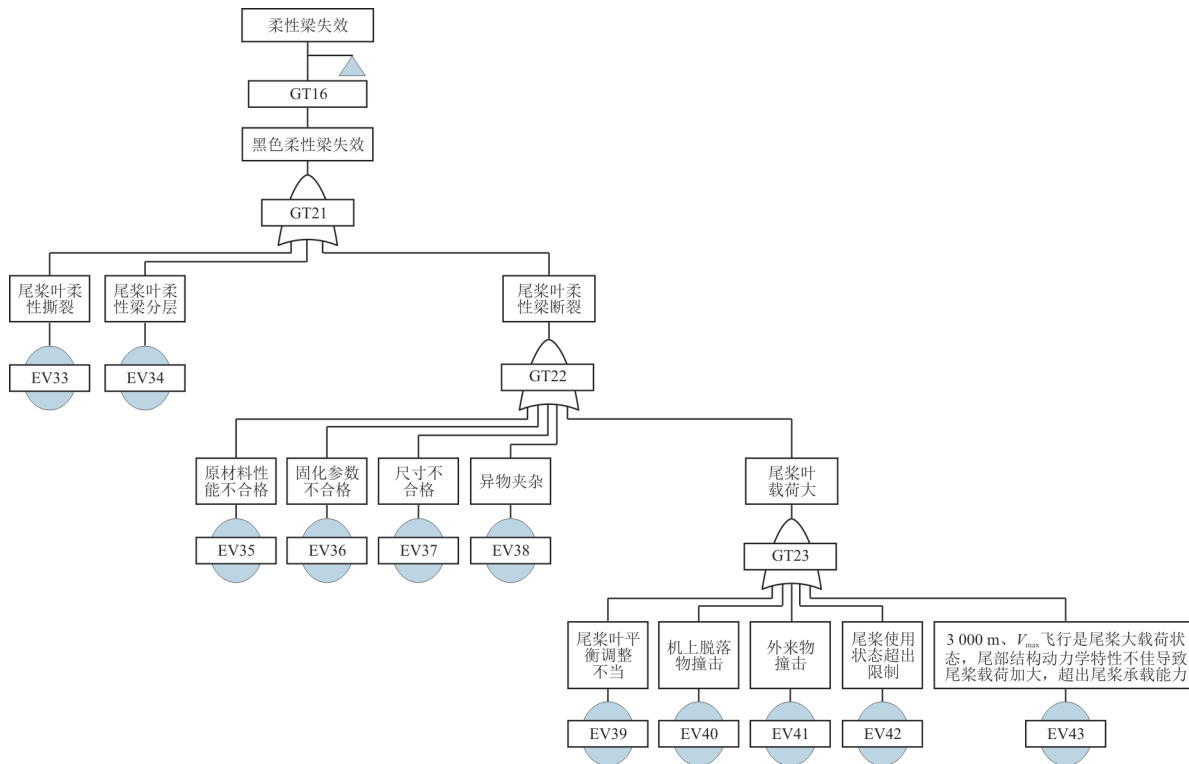 柔性梁失效
GT16
黑色柔性梁失效
GT21
尾桨叶柔
性撕裂
尾桨叶柔
性梁分层
尾桨叶柔
性梁断裂
EV33
EV34
GT22
原材料性
能不合格
固化参数
不合格
尺寸不
合格
异物夹杂
尾桨叶
载荷大
EV35
EV36
EV37
EV38
GT23
尾桨叶平
衡调整
不当
机上脱落
物撞击
外来物
撞击
尾桨使用
状态超出
限制
3 000 m、Vmax飞行是尾桨大载荷状
态，尾部结构动力学特性不佳导致
尾桨载荷加大，超出尾桨承载能力
EV39
EV40
EV41
EV42
EV43